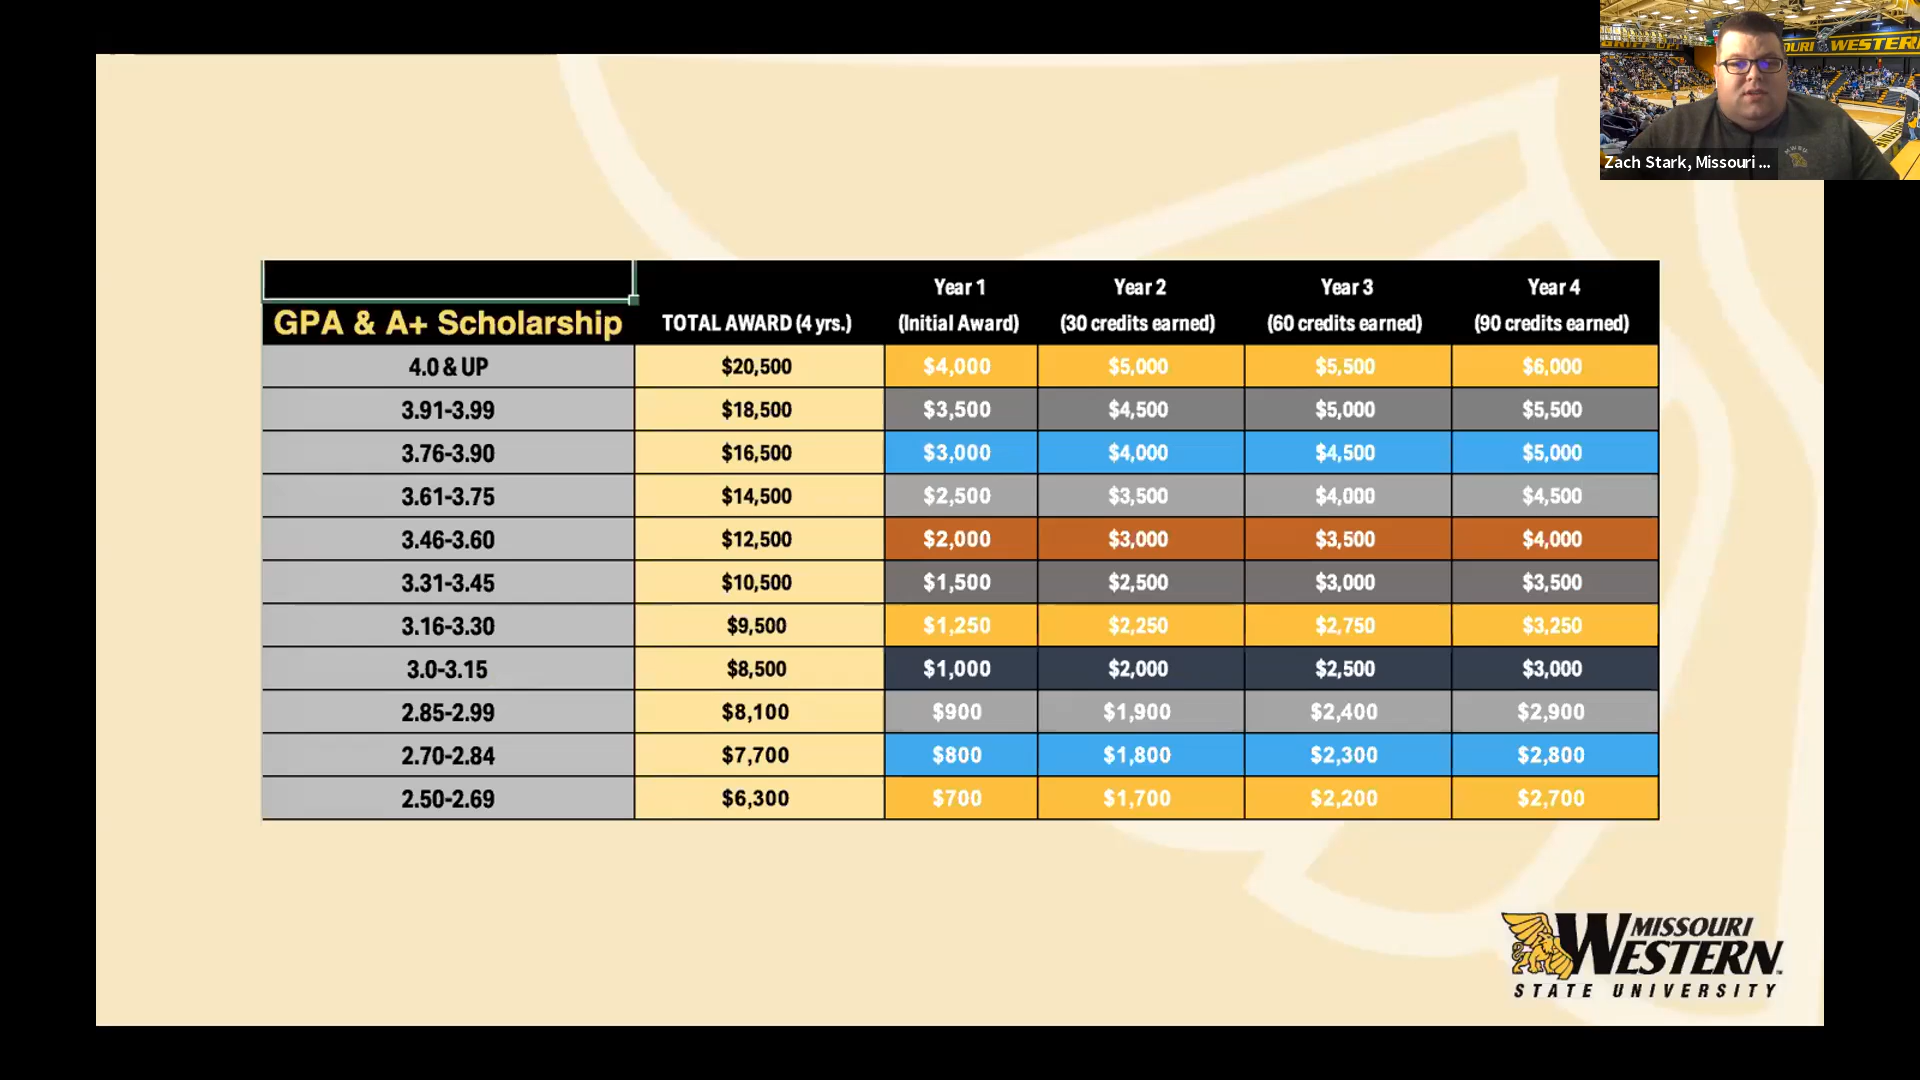 OURI WESTERN
Zach Stark, Missouri ...
MWSU
Year 1 Year 2 Year 3 Year 4
GPA & A+ Scholarship TOTAL AWARD (4 yrs.) (Initial Award) (30 credits earned) (60 credits earned) (90 credits earned)
4.0 & UP $20,500 $4,000 $5,000 $5,500 $6,000
3.91-3.99 $18,500 $3,500 $4,500 $5,000 $5,500
3.76-3.90 $16,500 $3,000 $4,000 $4,500 $5,000
3.61-3.75 $14,500 $2,500 $3,500 $4,000 $4,500
3.46-3.60 $12,500 $2,000 $3,000 $3,500 $4,000
3.31-3.45 $10,500 $1,500 $2,500 $3,000 $3,500
3.16-3.30 $9,500 $1,250 $2,250 $2,750 $3,250
3.0-3.15 $8,500 $1,000 $2,000 $2,500 $3,000
2.85-2.99 $8,100 $900 $1,900 $2,400 $2,900
2.70-2.84 $7,700 $800 $1,800 $2,300 $2,800
2.50-2.69 $6,300 $700 $1,700 $2,200 $2,700
MISSOURI
WESTERN
STATE UNIVERSITY